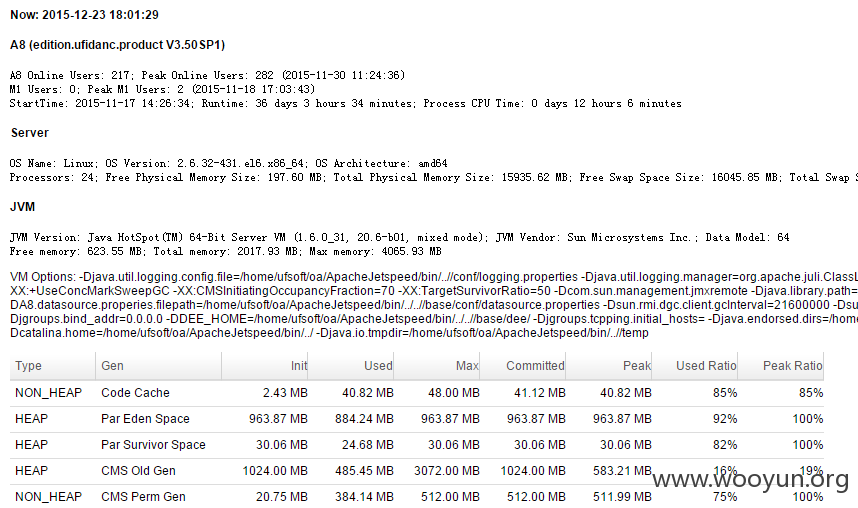 Now: 2015-12-23 18:01:29
A8 (edition.ufidanc.product V3.50SP1)
A8 Online Users: 217; Peak Online Users: 282 (2015-11-30 11:24:36)
M1 Users: 0; Peak M1 Users: 2 (2015-11-18 17:03:43)
StartTime: 2015-11-17 14:26:34; Runtime: 36 days 3 hours 34 minutes; Process CPU Time: 0 days 12 hours 6 minutes
Server
OS Name: Linux; OS Version: 2.6.32-431.el6.x86_64; OS Architecture: amd64
Processors: 24; Free Physical Memory Size: 197.60 MB; Total Physical Memory Size: 15935.62 MB; Free Swap Space Size: 16045.85 MB; Total Swap S
JVM
JVM Version: Java HotSpot(TM) 64-Bit Server VM (1.6.0_31, 20.6-b01, mixed mode); JVM Vendor: Sun Microsystems Inc.; Data Model: 64
Free memory: 623.55 MB; Total memory: 2017.93 MB; Max memory: 4065.93 MB
VM Options: -Djava.util.logging.config.file=/home/ufsoft/oa/ApacheJetspeed/bin/..//conf/logging.properties -Djava.util.logging.manager=org.apache.juli.ClassL
XX:+UseConcMarkSweepGC -XX:CMSInitiatingOccupancyFraction=70 -XX:TargetSurvivorRatio=50 -Dcom.sun.management.jmxremote -Djava.library.path=
DA8.datasource.properies.filepath=/home/ufsoft/oa/ApacheJetspeed/bin/../..//base/conf/datasource.properties -Dsun.rmi.dgc.client.gcInterval=21600000 -Dsu
Djgroups.bind_addr=0.0.0.0 -DDEE_HOME=/home/ufsoft/oa/ApacheJetspeed/bin/../..//base/dee/ -Djgroups.tcpping.initial_hosts= -Djava.endorsed.dirs=/home
Dcatalina.home=/home/ufsoft/oa/ApacheJetspeed/bin/../ -Djava.io.tmpdir=/home/ufsoft/oa/ApacheJetspeed/bin/..//temp
Type Gen Init Used Max Committed Peak Used Ratio Peak Ratio
NON_HEAP Code Cache 2.43 MB 40.82 MB 48.00 MB 41.12 MB 40.82 MB 85% 85%
HEAP Par Eden Space 963.87 MB 884.24 MB 963.87 MB 963.87 MB 963.87 MB 92% 100%
HEAP Par Survivor Space 30.06 MB 24.68 MB 30.06 MB 30.06 MB 30.06 MB 82% 100%
HEAP CMS Old Gen 1024.00 MB 485.45 MB 3072.00 MB 1024.00 MB 583.21 MB 16% 19%
NON_HEAP CMS Perm Gen 20.75 MB 384.14 MB 512.00 MB 512.00 MB 511.99 MB 75% 100%
www.wooyun.org